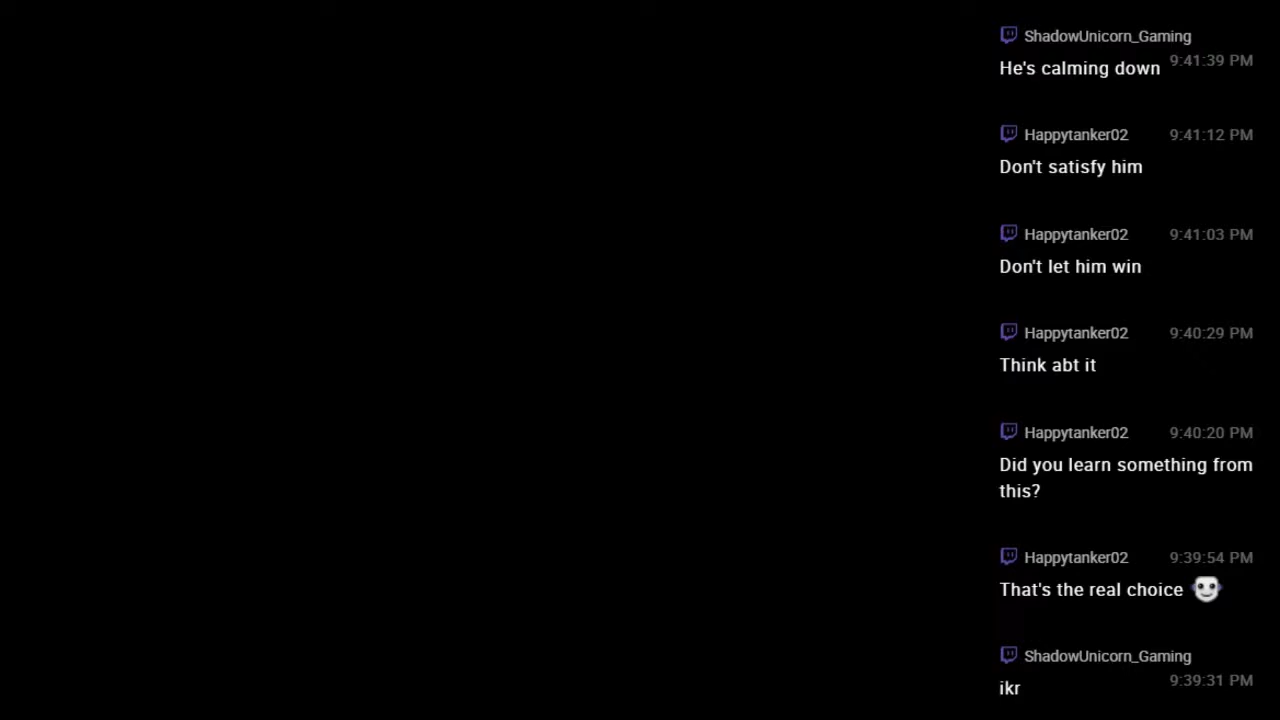 ShadowUnicorn_Gaming
He's calming down 9:41:39 PM
Happytanker02 9:41:12 PM
Don't satisfy him
Happytanker02 9:41:03 PM
Don't let him win
Happytanker02 9:40:29 PM
Think abt it
Happytanker02 9:40:20 PM
Did you learn something from
this?
Happytanker02 9:39:54 PM
That's the real choice
ShadowUnicorn_Gaming
ikr 9:39:31 PM